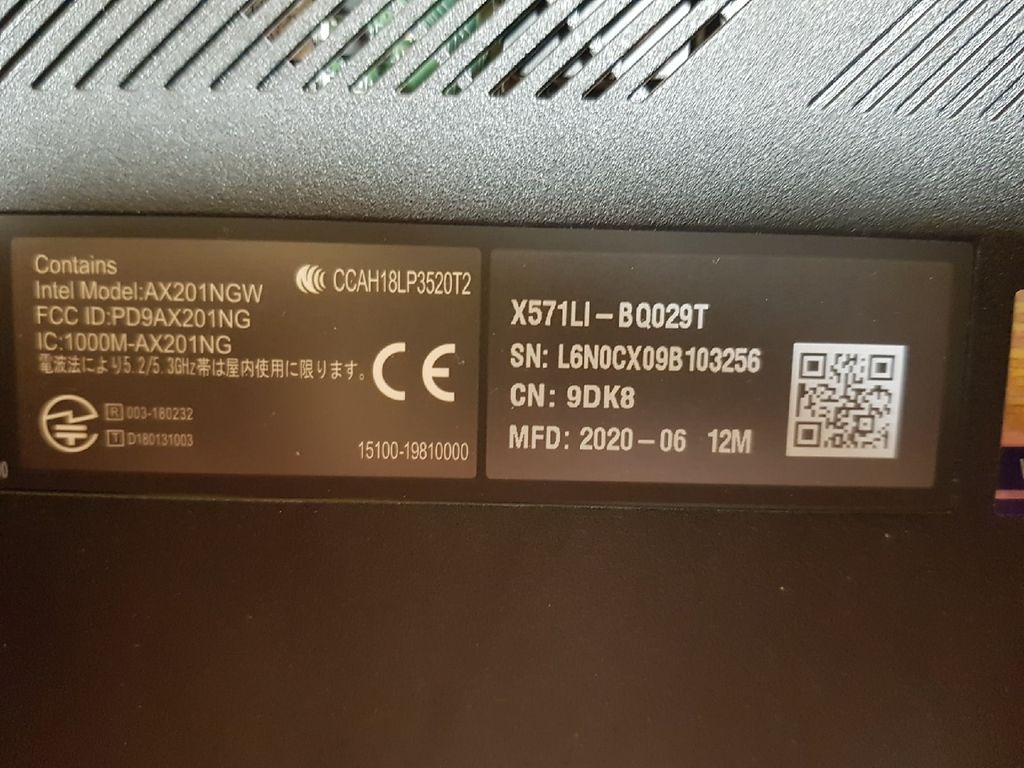 Contains
Intel Model:AX201NGW
FCC ID:PD9AX201NG
IC:1000M-AX201NG
電波法により5.2/5.3GHz帯は屋内使用に限ります。
CCAH18LP3520T2
CE
R 003-180232
T D180131003
15100-19810000
X571LI-BQ029T
SN: L6N0CX09B103256
CN: 9DK8
MFD: 2020-06 12M